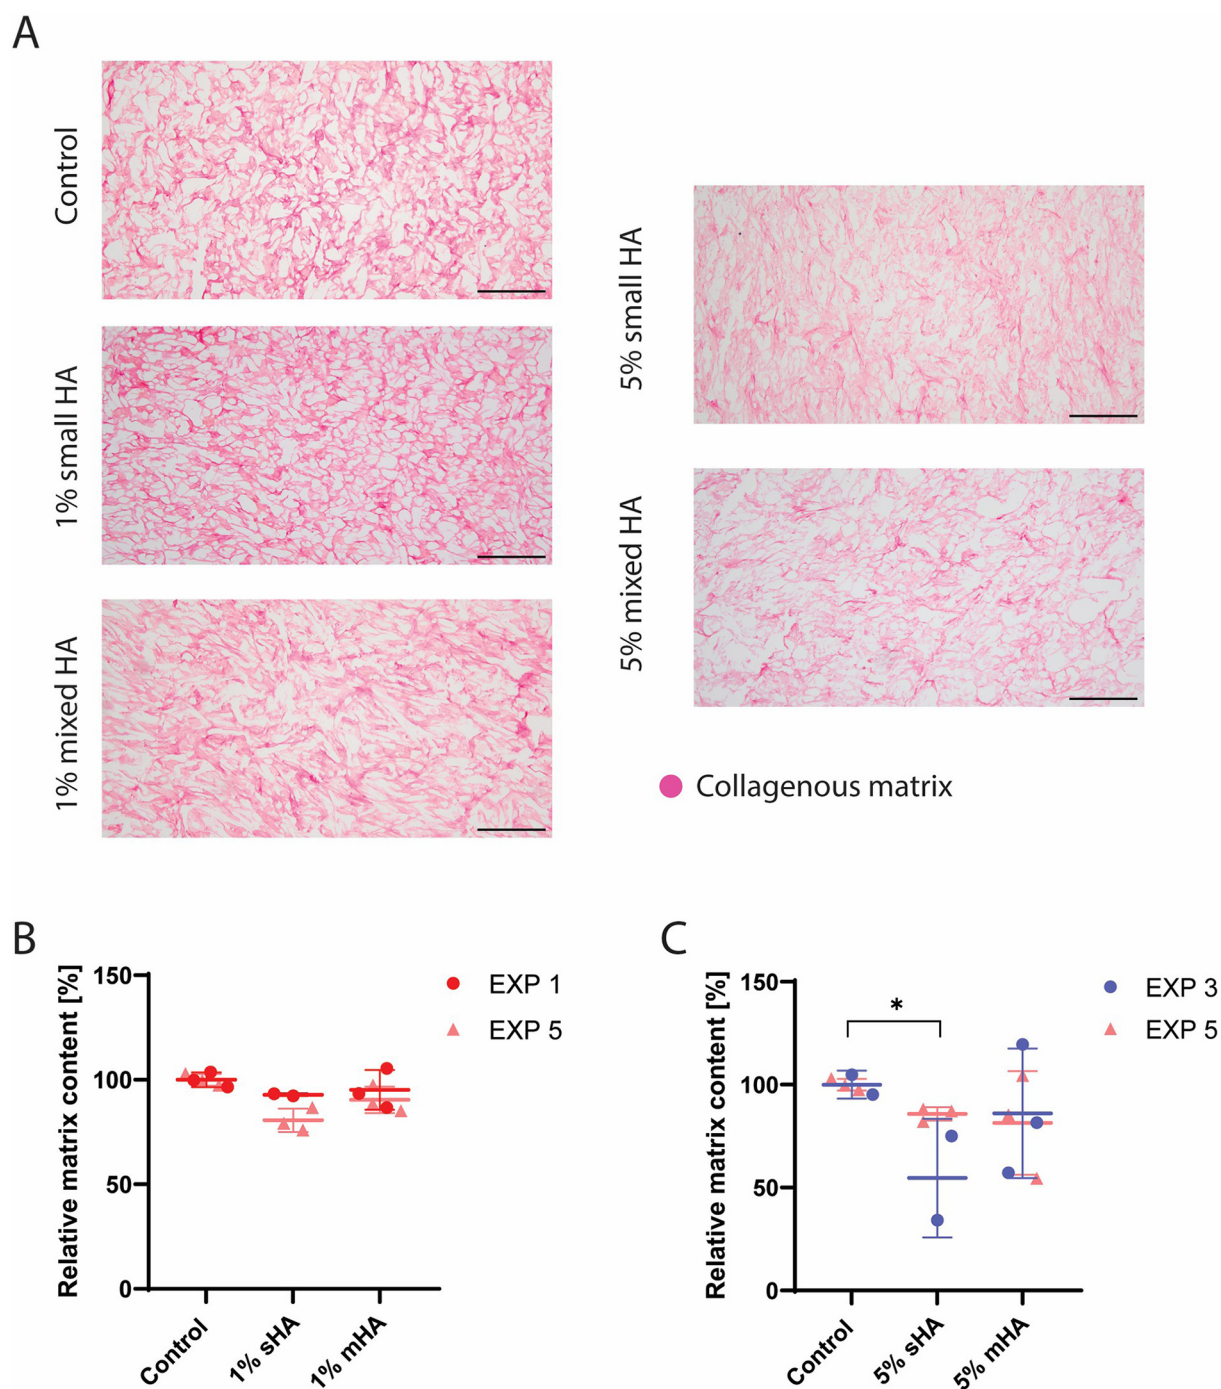 A
Control
1% small HA
1% mixed HA
5% small HA
5% mixed HA
Collagenous matrix
B
Relative matrix content [%]
150
100
50
0
Control
1% sHA
1% mHA
EXP 1
EXP 5
C
Relative matrix content [%]
150
100
50
0
*
Control
5% sHA
5% mHA
EXP 3
EXP 5